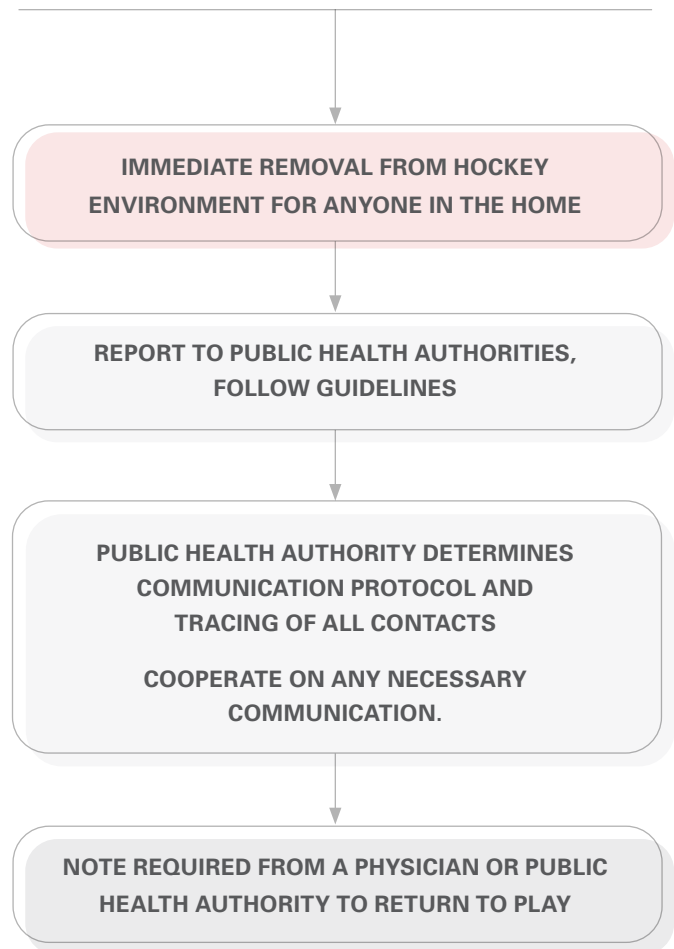 IMMEDIATE REMOVAL FROM HOCKEY
ENVIRONMENT FOR ANYONE IN THE HOME
REPORT TO PUBLIC HEALTH AUTHORITIES,
FOLLOW GUIDELINES
PUBLIC HEALTH AUTHORITY DETERMINES
COMMUNICATION PROTOCOL AND
TRACING OF ALL CONTACTS
COOPERATE ON ANY NECESSARY
COMMUNICATION.
NOTE REQUIRED FROM A PHYSICIAN OR PUBLIC
HEALTH AUTHORITY TO RETURN TO PLAY